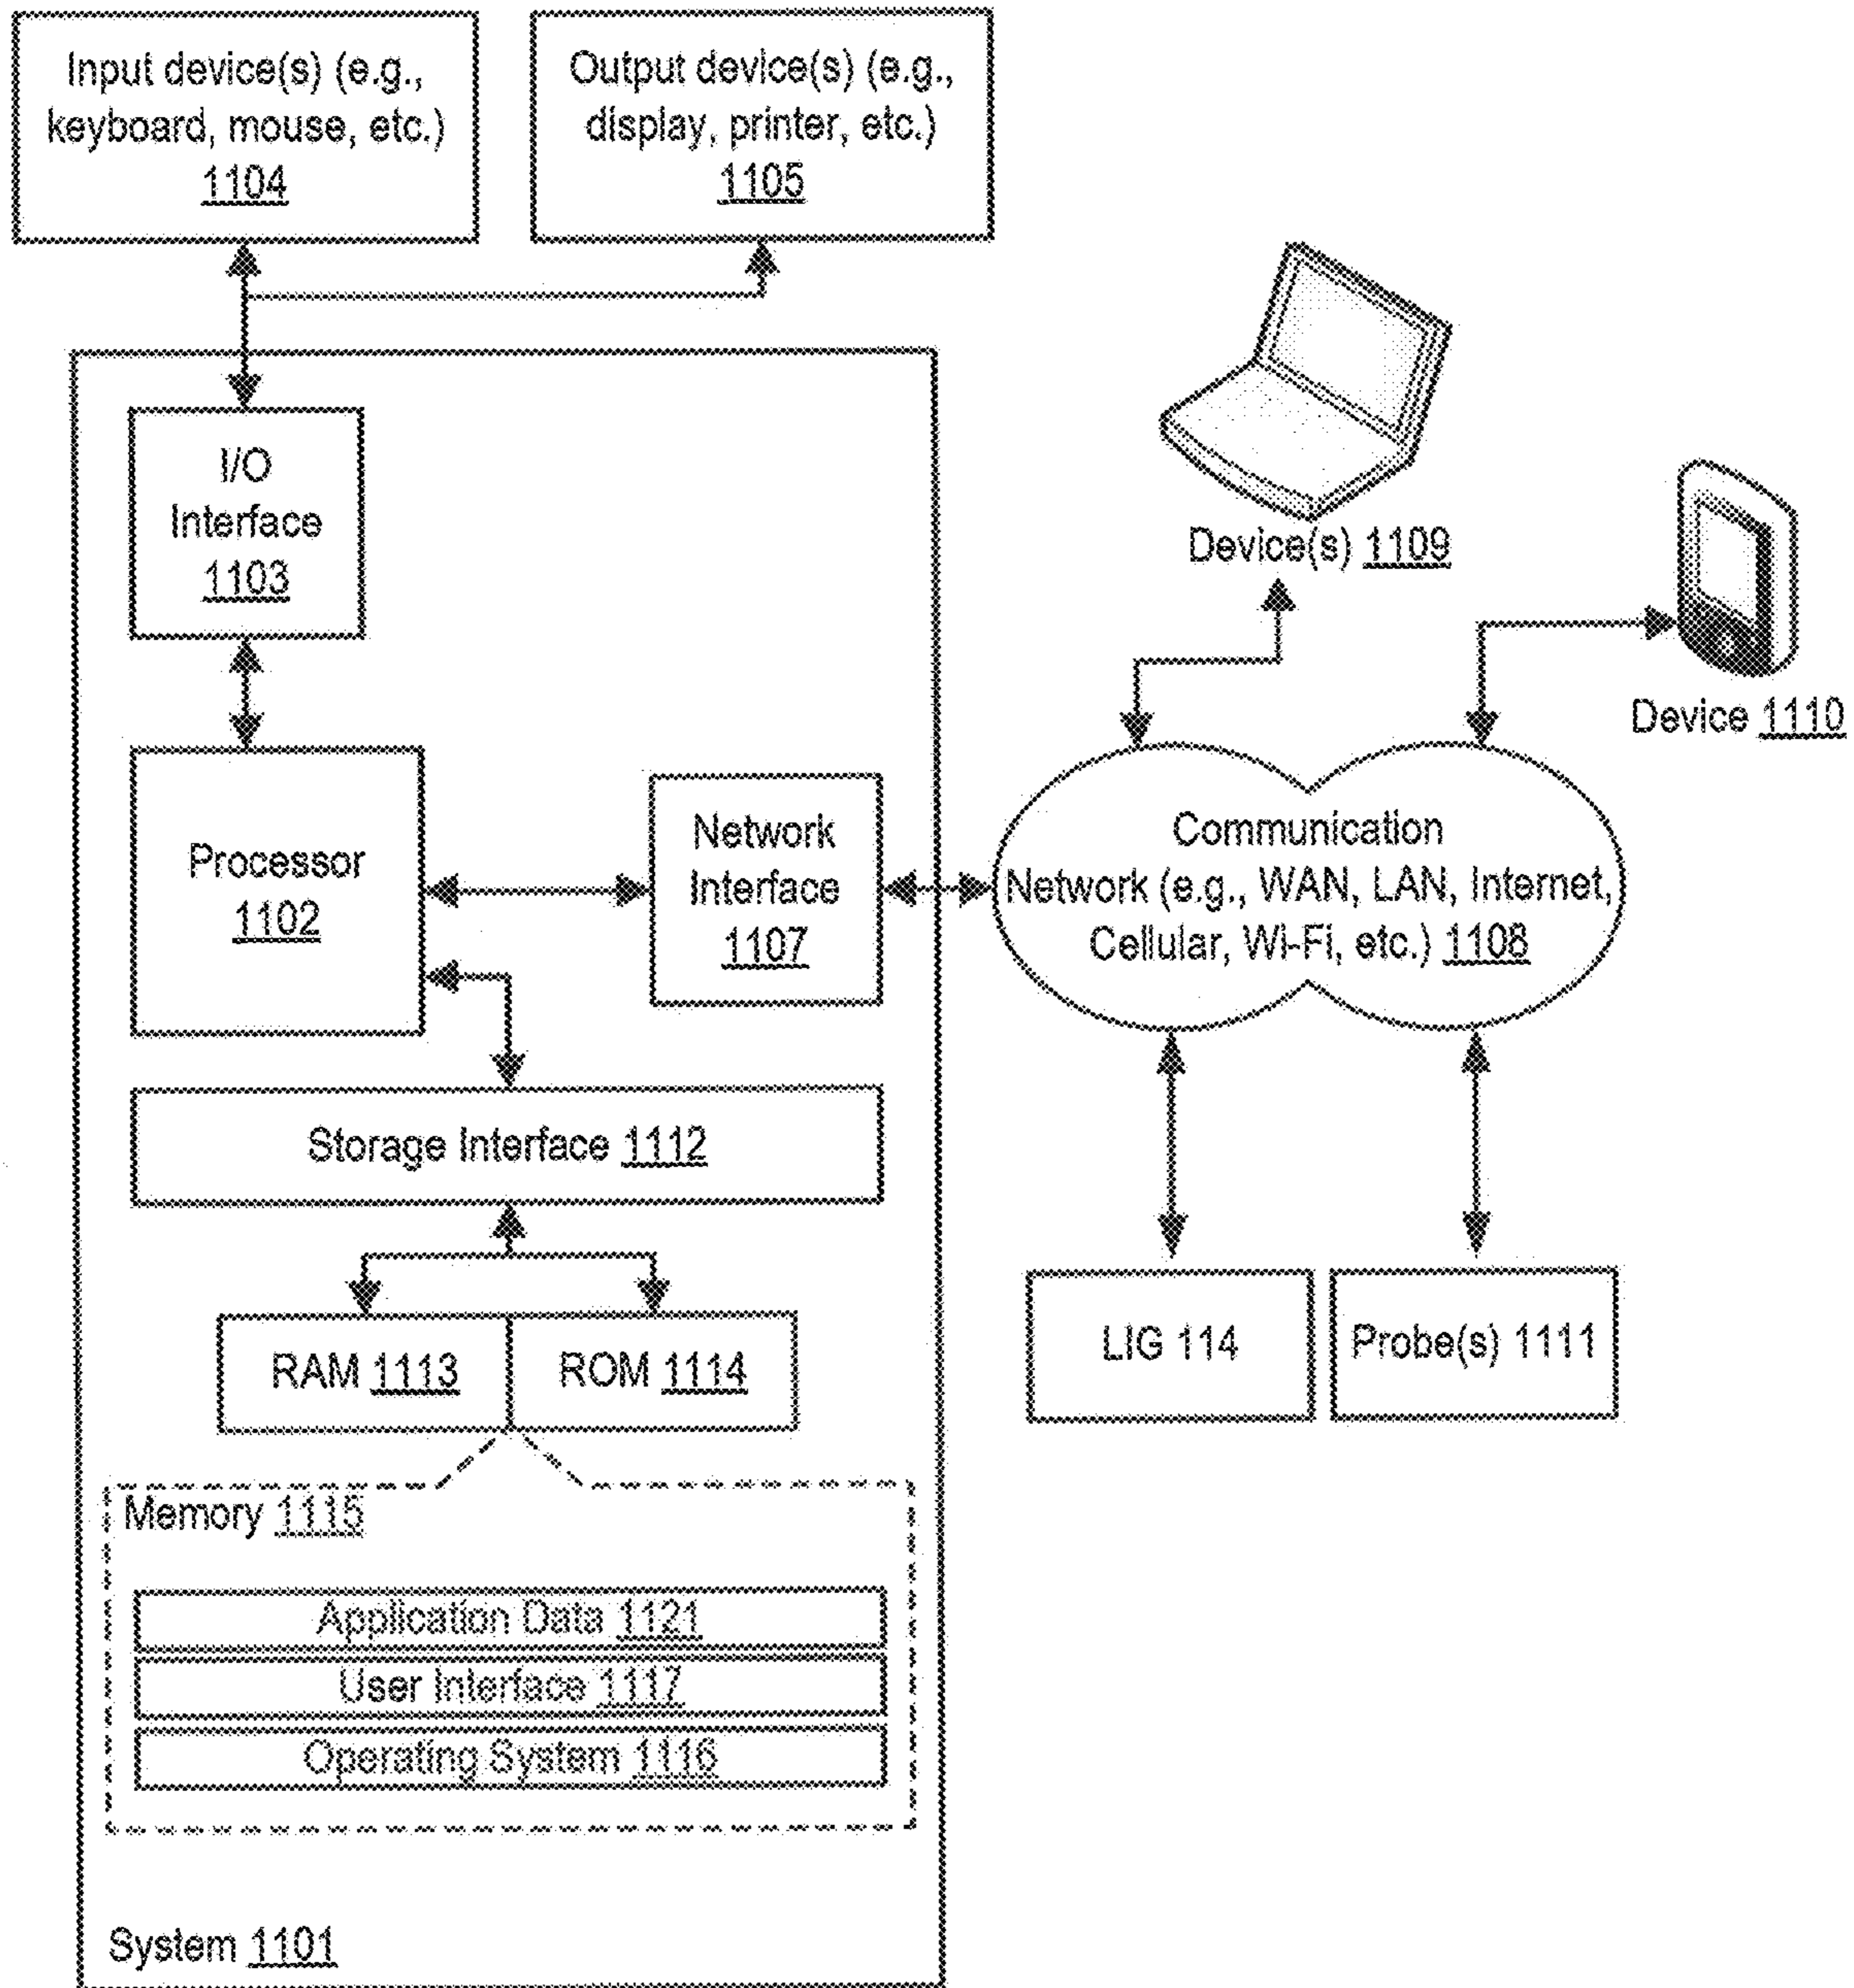 Input device(s) (e.g.,
keyboard, mouse, etc.)
1104
Output device(s) (e.g.,
display, printer, etc.)
1105
I/O
Interface
1103
Device(s) 1109
Device 1110
Processor
1102
Network
Interface
1107
Communication
Network (e.g., WAN, LAN, Internet,
Cellular, Wi-Fi, etc.) 1108
Storage Interface 1112
RAM 1113
ROM 1114
LIG 114
Probe(s) 1111
Memory 1115
Application Data 1121
User Interface 1117
Operating System 1116
System 1101